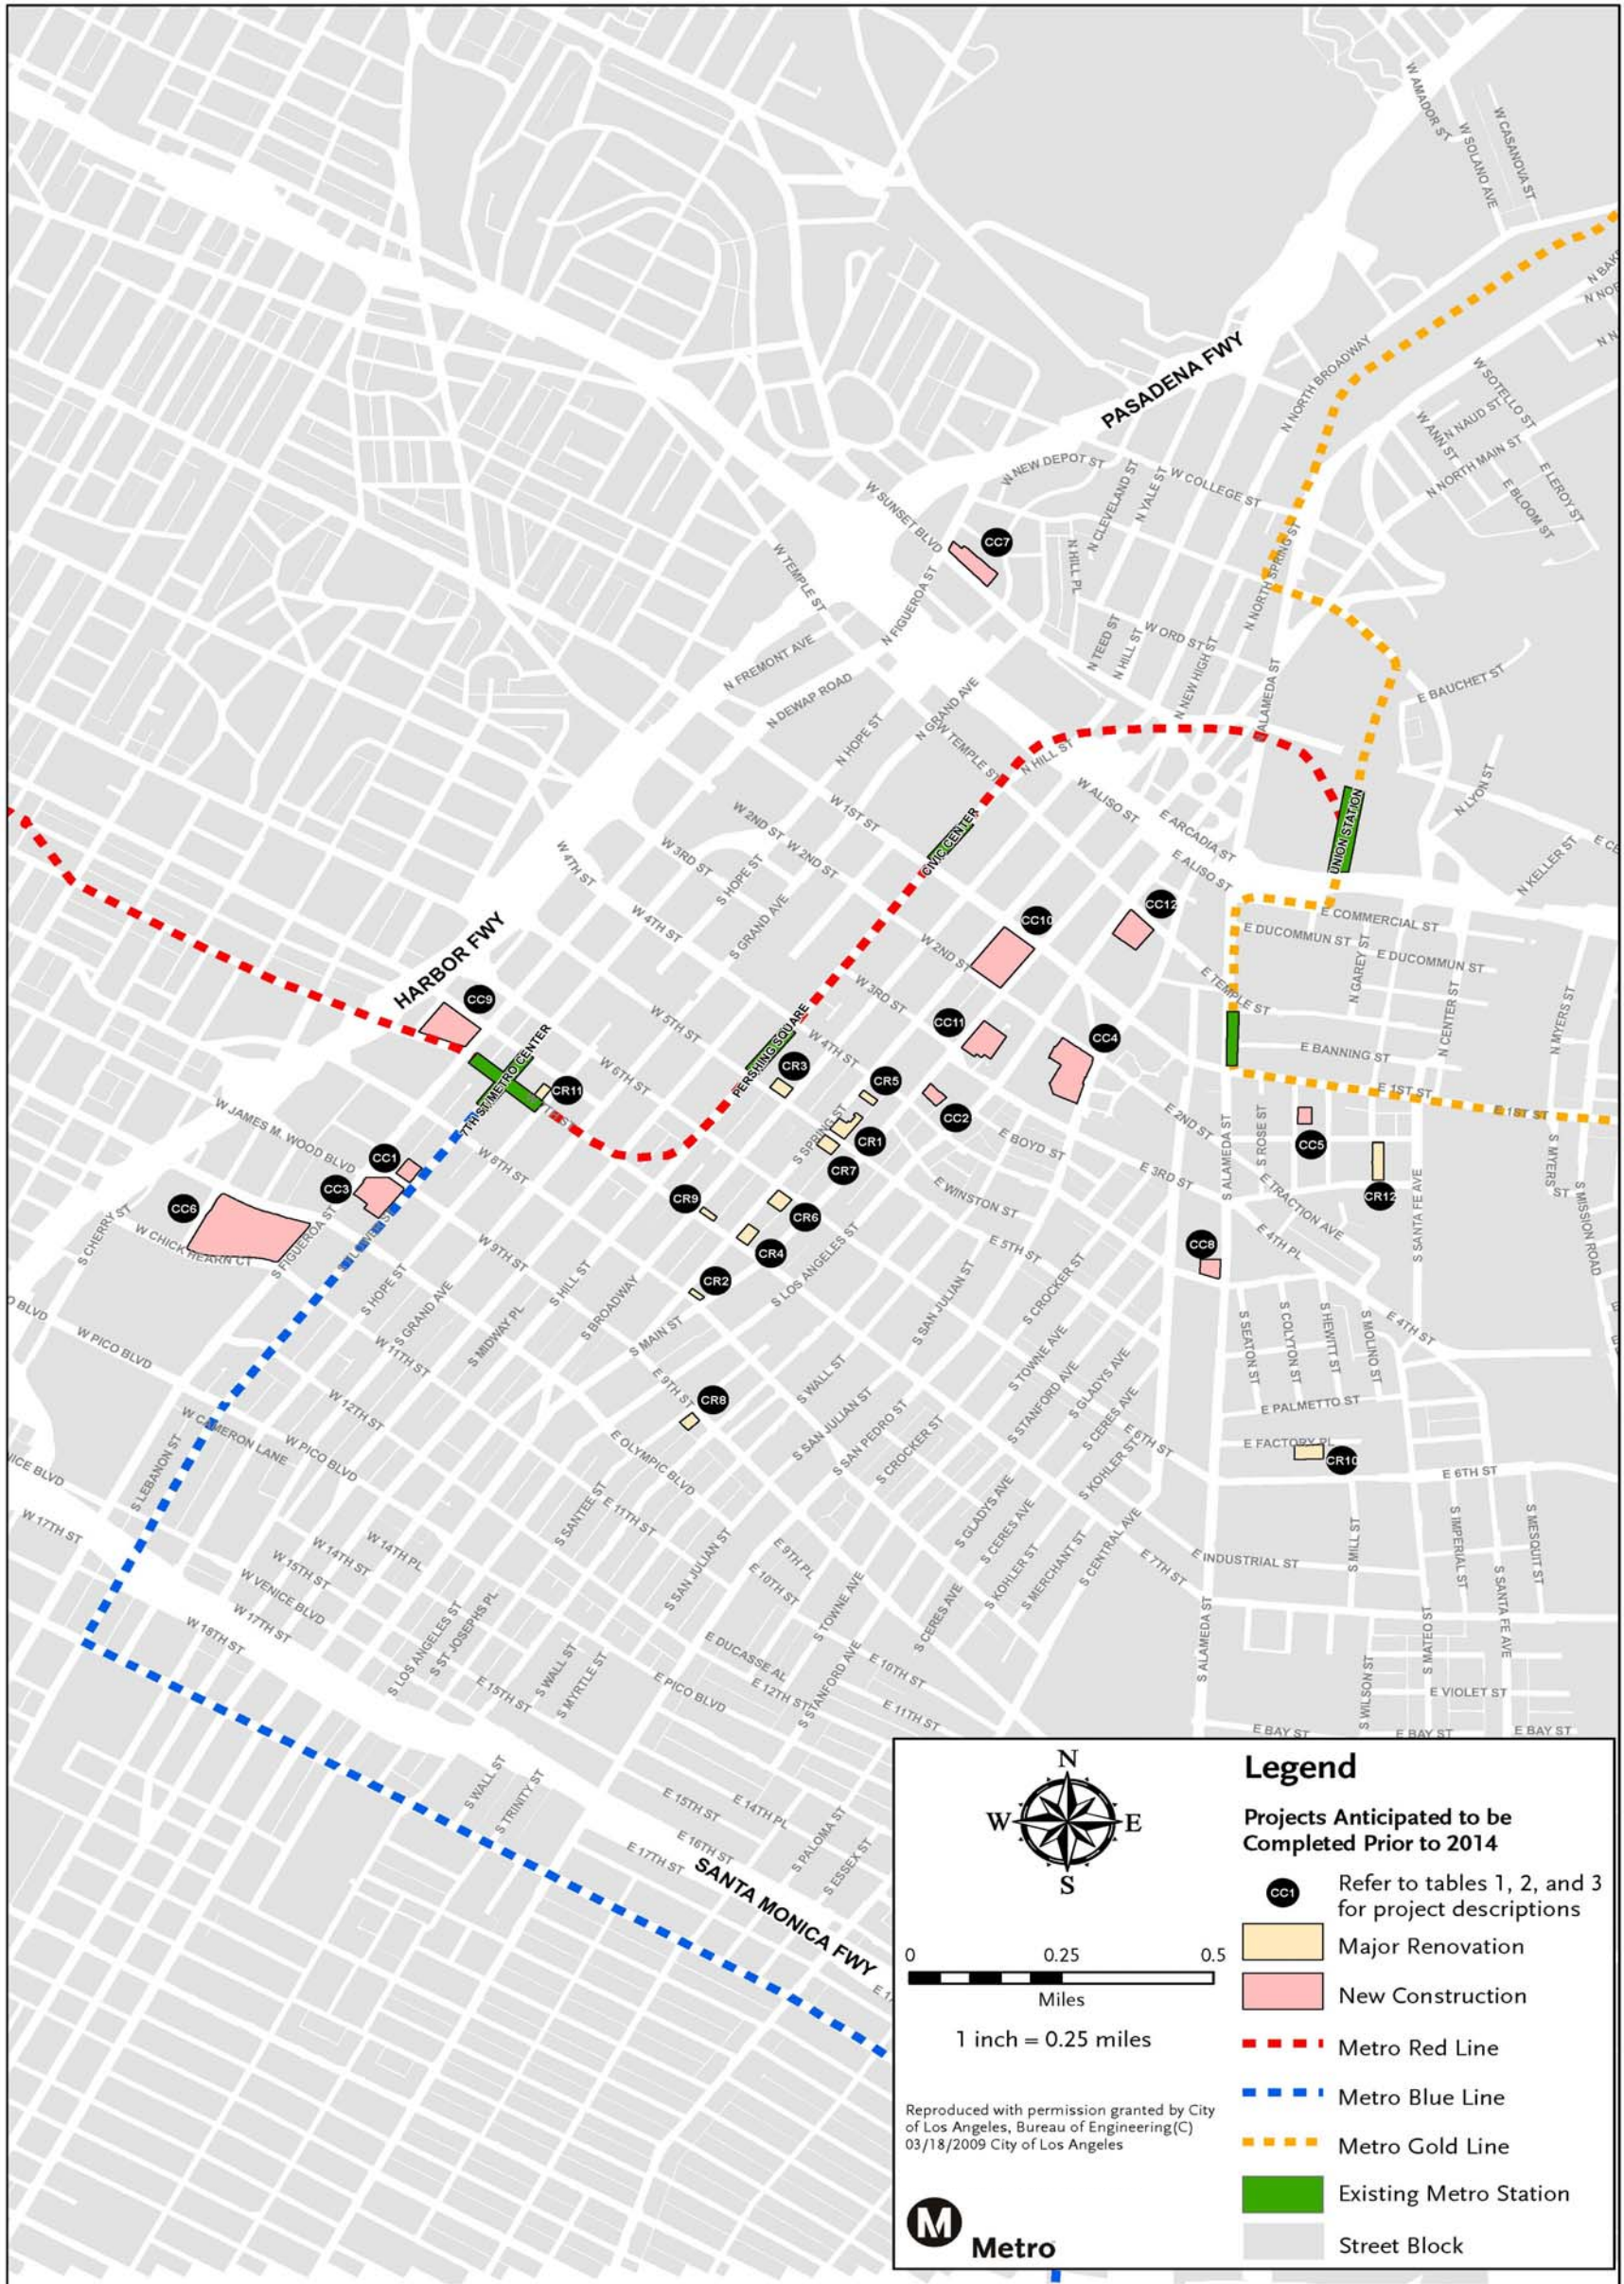 W AMADOR ST
W SOLANO AVE
W CASANOVA ST
PASADENA FWY
N NORTH BROADWAY
W SOTELLO ST
N NAUD ST
W ANN ST
N NORTH MAIN ST
E BLOOM ST
E LEROY ST
W NEW DEPOT ST
N CLEVELAND ST
N YALE ST
W COLLEGE ST
W SUNSET BLVD
CC7
N HILL PL
N NORTH SPRING ST
W TEMPLE ST
N FIGUEROA ST
N TEED ST
N HILL ST
W ORD ST
N NEW HIGH ST
N FREMONT AVE
N DEWAP ROAD
E BAUCHET ST
N HOPE ST
N GRAND AVE
W TEMPLE ST
N HILL ST
W ALISO ST
E ARCADIA ST
E ALISO ST
UNION STATION
N LYON ST
N KELLER ST
W 1ST ST
W 2ND ST
W 2ND ST
W 3RD ST
S HOPE ST
S GRAND AVE
CIVIC CENTER
W 4TH ST
W 4TH ST
CC12
CC10
E COMMERCIAL ST
E DUCOMMUN ST
E DUCOMMUN ST
N GAREY ST
N CENTER ST
N MYERS ST
HARBOR FWY
W 2ND ST
W 3RD ST
E TEMPLE ST
CC9
W 5TH ST
PERSHING SQUARE
W 4TH ST
CC11
CC4
E BANNING ST
7TH ST/METRO CENTER
W 6TH ST
CR3
CR5
CR11
CC2
E 1ST ST
E 1ST ST
W JAMES M. WOOD BLVD
S SPRING ST
CR1
CR7
E BOYD ST
E 2ND ST
S ALAMEDA ST
S ROSE ST
CC5
S MYERS ST
CC1
CC3
W 8TH ST
E 3RD ST
E TRACTION AVE
CR12
S SANTA FE AVE
S MISSION ROAD
CC6
CR9
CR6
E WINSTON ST
S CHERRY ST
W CHICK HEARN CT
S FIGUEROA ST
W 9TH ST
CR4
S LOS ANGELES ST
E 5TH ST
CC8
E 4TH PL
S HOPE ST
S GRAND AVE
S HILL ST
CR2
S SAN JULIAN ST
S CROCKER ST
E 4TH ST
W PICO BLVD
W 11TH ST
S MIDWAY PL
S BROADWAY
S MAIN ST
S SEATON ST
S COLYTON ST
S HEWITT ST
S MOLINO ST
W 12TH ST
E 9TH ST
CR8
S WALL ST
S TOWNE AVE
S STANFORD AVE
S GLADYS AVE
S CERES AVE
E PALMETTO ST
W CAMERON LANE
W PICO BLVD
S LEBANON ST
E OLYMPIC BLVD
S SAN JULIAN ST
S SAN PEDRO ST
S CROCKER ST
E 6TH ST
S KOHLER ST
E FACTORY PL
CR10
E 6TH ST
W 17TH ST
S SANTEE ST
E 11TH ST
S GLADYS AVE
S CERES AVE
S KOHLER ST
S MERCHANT ST
S CENTRAL AVE
E 7TH ST
E INDUSTRIAL ST
S MILL ST
S IMPERIAL ST
S MESQUIT ST
S SANTA FE AVE
W 14TH PL
W 14TH ST
W 15TH ST
W VENICE BLVD
W 17TH ST
W 18TH ST
E 9TH PL
E 10TH ST
S SAN JULIAN ST
S TOWNE AVE
S CERES AVE
S LOS ANGELES ST
S ST JOSEPHS PL
S WALL ST
S MYRTLE ST
E 15TH ST
E PICO BLVD
E DUCASSE AL
E 12TH ST
S STANFORD AVE
E 10TH ST
E 11TH ST
S ALAMEDA ST
S MATEO ST
S WILSON ST
E VIOLET ST
E BAY ST
E BAY ST
E BAY ST
S WALL ST
S TRINITY ST
E 15TH ST
E 14TH PL
E 16TH ST
E 17TH ST
S PALOMA ST
S ESSEX ST
SANTA MONICA FWY
N
W
E
S
0 0.25 0.5
Miles
1 inch = 0.25 miles
Reproduced with permission granted by City
of Los Angeles, Bureau of Engineering(C)
03/18/2009 City of Los Angeles
M
Metro
Legend
Projects Anticipated to be
Completed Prior to 2014
CC1
Refer to tables 1, 2, and 3
for project descriptions
Major Renovation
New Construction
Metro Red Line
Metro Blue Line
Metro Gold Line
Existing Metro Station
Street Block